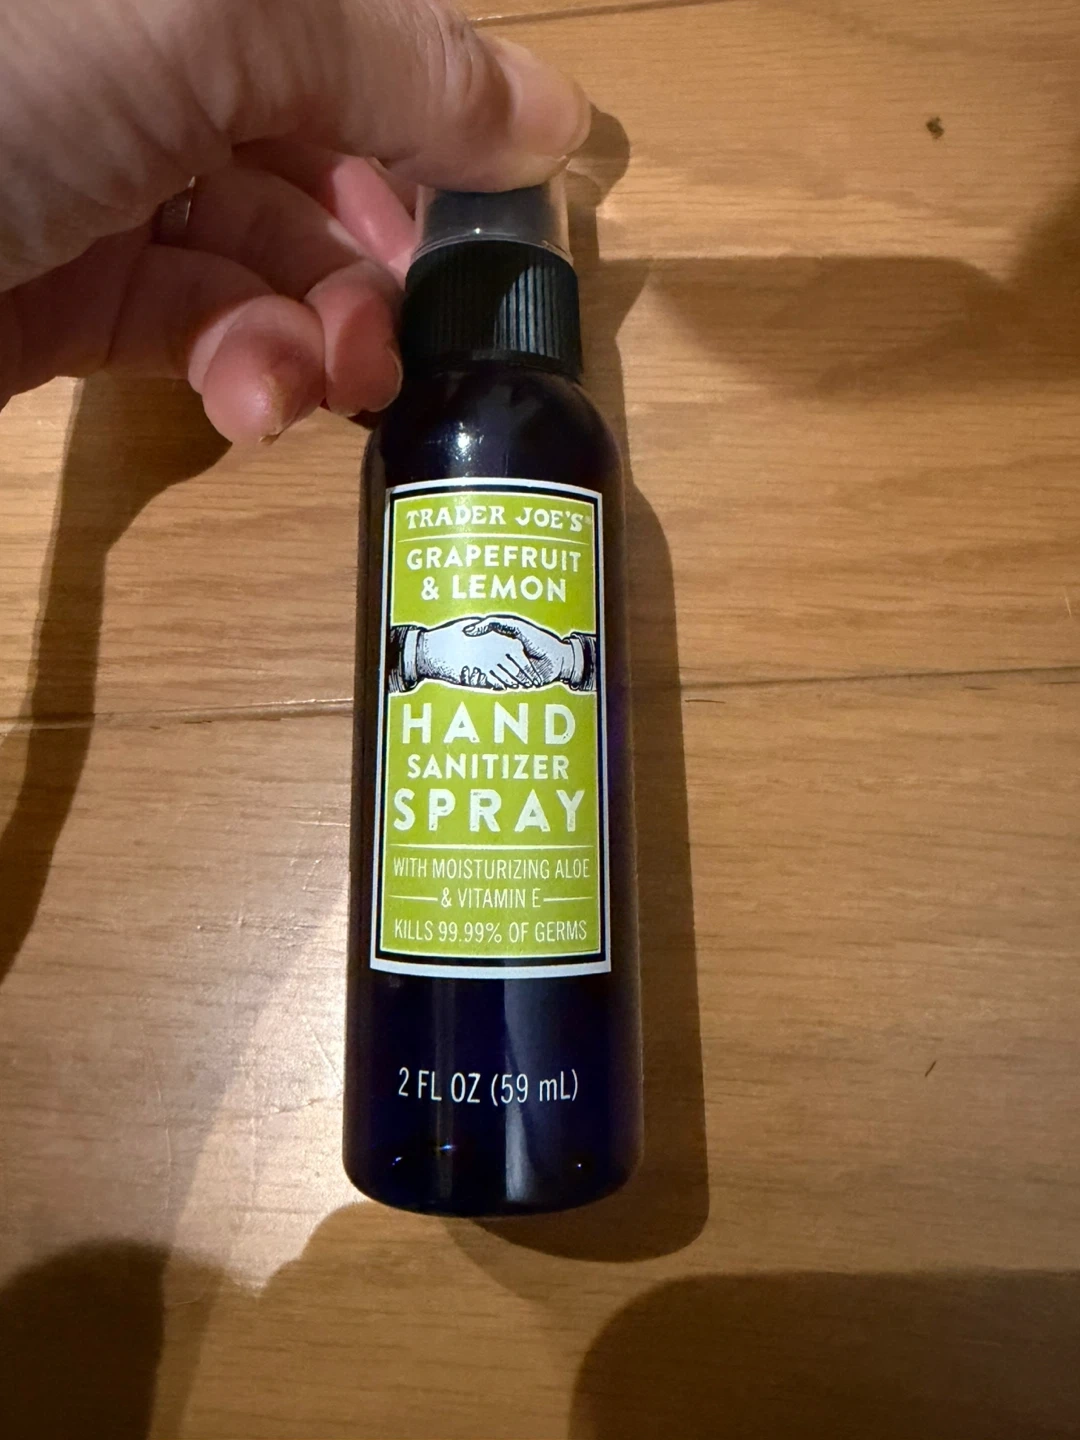 TRADER JOE'S
GRAPEFRUIT
& LEMON
HAND
SANITIZER
SPRAY
WITH MOISTURIZING ALOE
& VITAMIN E
KILLS 99.99% OF GERMS
2 FL OZ (59 mL)